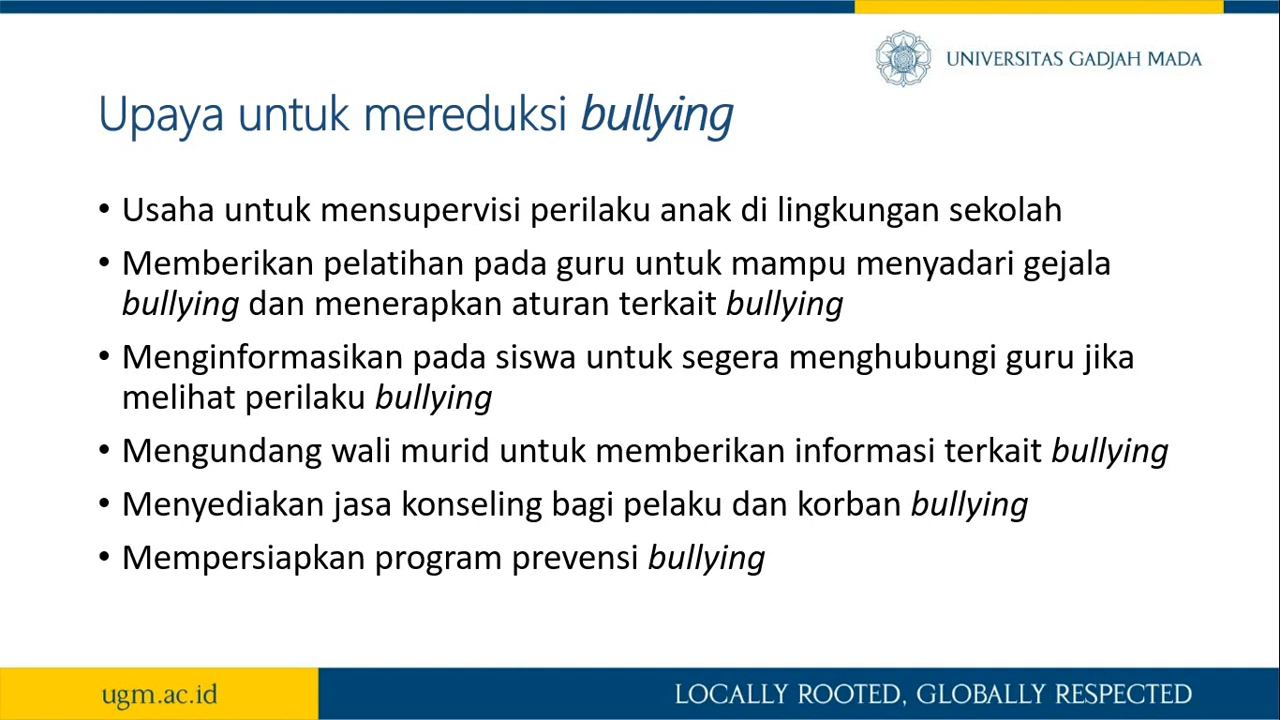 UNIVERSITAS GADJAH MADA
Upaya untuk mereduksi bullying
• Usaha untuk mensupervisi perilaku anak di lingkungan sekolah
• Memberikan pelatihan pada guru untuk mampu menyadari gejala
bullying dan menerapkan aturan terkait bullying
• Menginformasikan pada siswa untuk segera menghubungi guru jika
melihat perilaku bullying
• Mengundang wali murid untuk memberikan informasi terkait bullying
• Menyediakan jasa konseling bagi pelaku dan korban bullying
• Mempersiapkan program prevensi bullying
ugm.ac.id
LOCALLY ROOTED, GLOBALLY RESPECTED